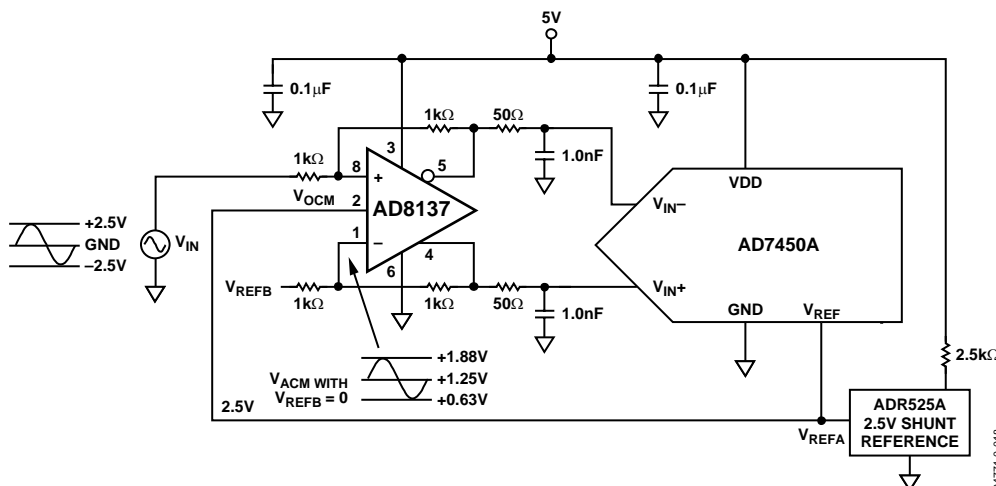 5V
0.1µF
0.1µF
1kΩ
50Ω
1kΩ
3
5
1.0nF
8
+
VOCM
2
AD8137
VDD
VIN–
AD7450A
+2.5V
GND
–2.5V
VIN
1
–
4
6
VREFB
1kΩ
1kΩ
50Ω
VIN+
GND
VREF
1.0nF
2.5kΩ
VACM WITH
VREFB = 0
+1.88V
+1.25V
+0.63V
2.5V
VREFA
ADR525A
2.5V SHUNT
REFERENCE